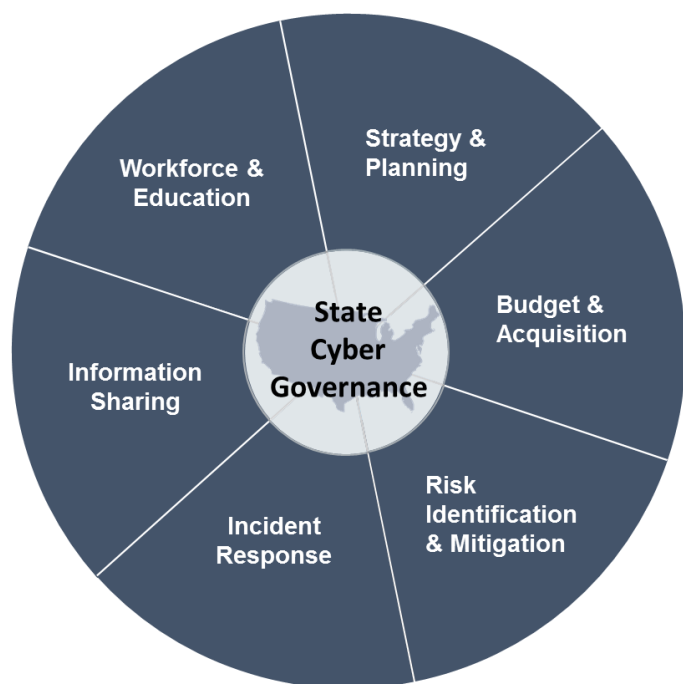 Strategy &
Planning
Budget &
Acquisition
Risk
Identification
& Mitigation
Incident
Response
Information
Sharing
Workforce &
Education
State
Cyber
Governance